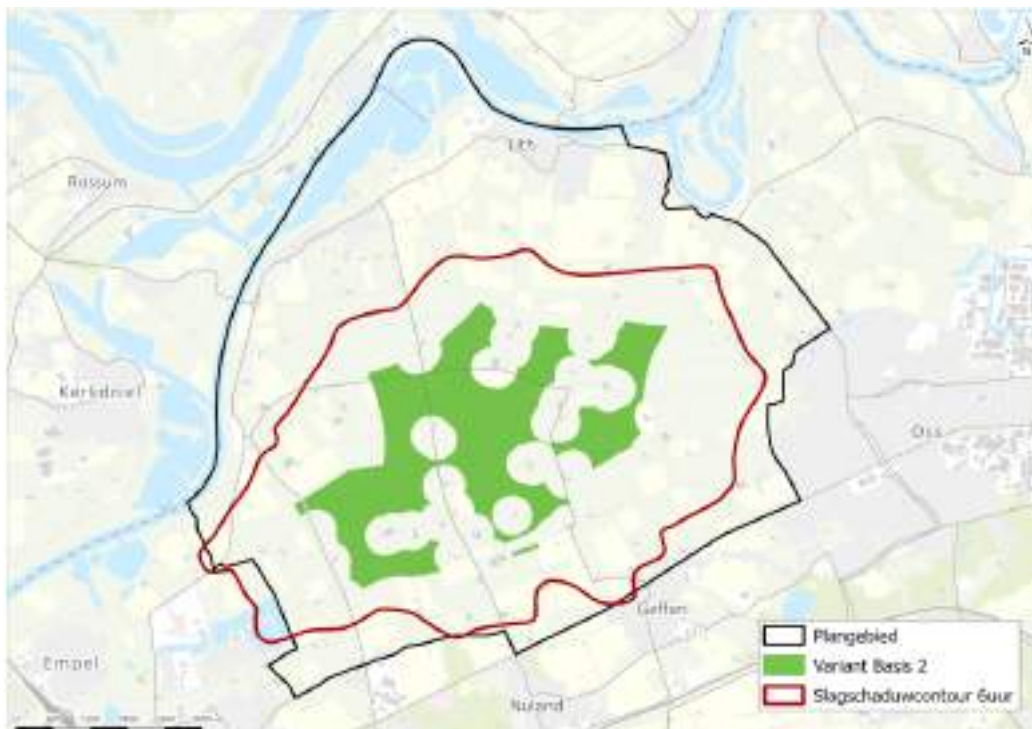 Lith
Rossum
Kerkdriel
Oss
Geffen
Empel
Nuland
Plangebied
Variant Basis 2
Slagschaduwcontour 6uur